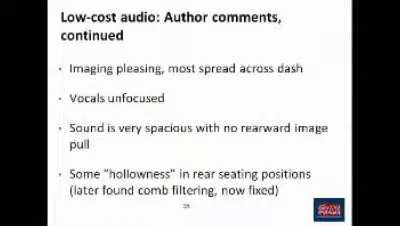 Low-cost audio: Author comments,
continued
· Imaging pleasing, most spread across dash
· Vocals unfocused
· Sound is very spacious with no rearward image
pull
· Some “hollowness” in rear seating positions
(later found comb filtering, now fixed)